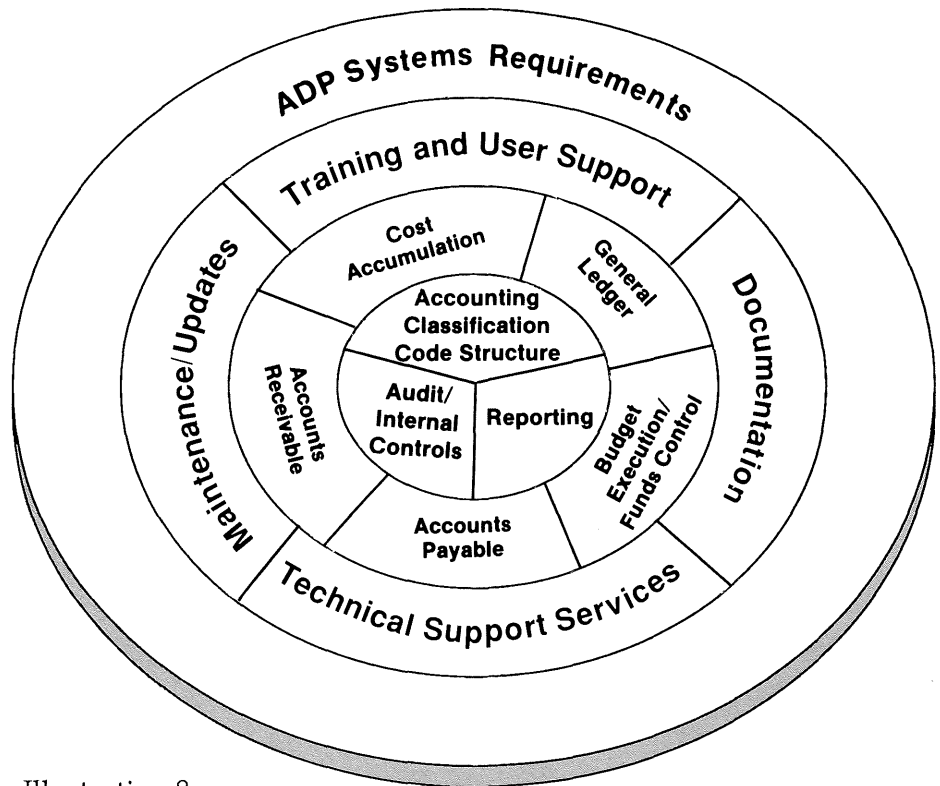 ADP Systems Requirements
Training and User Support
Cost
Accumulation
General
Ledger
Accounting
Classification
Code Structure
Maintenance/Updates
Documentation
Accounts
Receivable
Audit/
Internal
Controls
Reporting
Budget
Execution/
Funds Control
Accounts
Payable
Technical Support Services